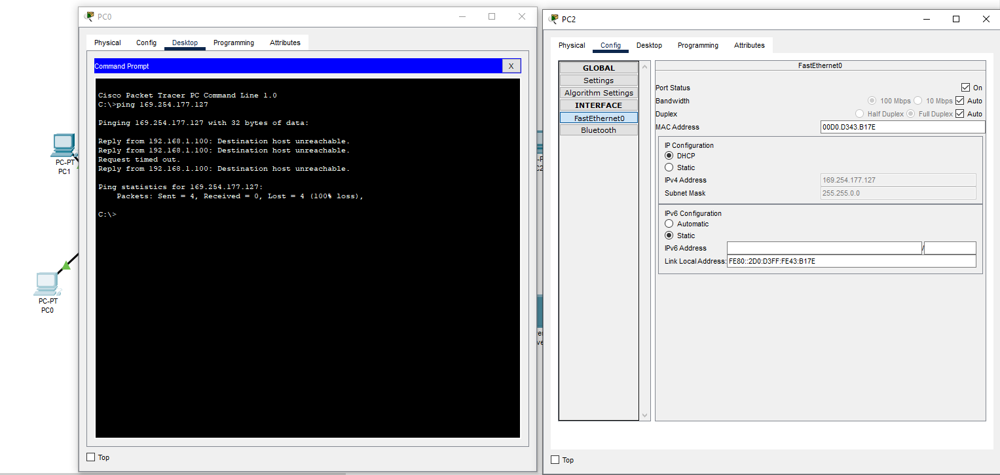 PC0
Physical Config Desktop Programming Attributes
Command Prompt X
Cisco Packet Tracer PC Command Line 1.0
C:\>ping 169.254.177.127
Pinging 169.254.177.127 with 32 bytes of data:
Reply from 192.168.1.100: Destination host unreachable.
Reply from 192.168.1.100: Destination host unreachable.
Request timed out.
Reply from 192.168.1.100: Destination host unreachable.
Ping statistics for 169.254.177.127:
Packets: Sent = 4, Received = 0, Lost = 4 (100% loss),
C:\>
Top
PC-PT
PC1
PC-PT
PC0
PC2
Physical Config Desktop Programming Attributes
GLOBAL
Settings
Algorithm Settings
INTERFACE
FastEthernet0
Bluetooth
FastEthernet0
Port Status On
Bandwidth 100 Mbps 10 Mbps Auto
Duplex Half Duplex Full Duplex Auto
MAC Address 00D0.D343.B17E
IP Configuration
DHCP
Static
IPv4 Address 169.254.177.127
Subnet Mask 255.255.0.0
IPv6 Configuration
Automatic
Static
IPv6 Address /
Link Local Address: FE80::2D0:D3FF:FE43:B17E
Top